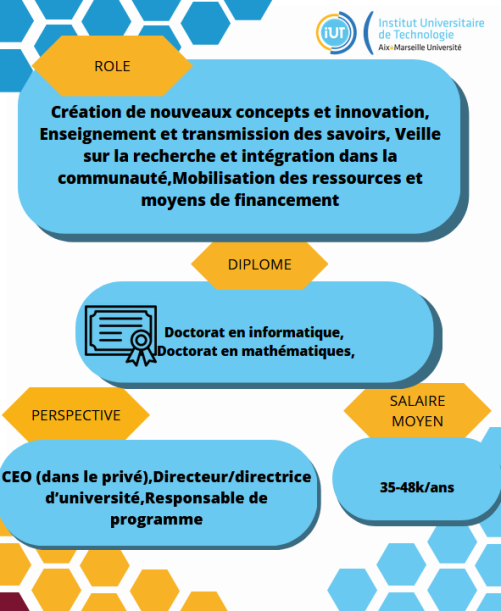 iUT
Institut Universitaire
de Technologie
Aix*Marseille Université
ROLE
Création de nouveaux concepts et innovation,
Enseignement et transmission des savoirs, Veille
sur la recherche et intégration dans la
communauté,Mobilisation des ressources et
moyens de financement
DIPLOME
Doctorat en informatique,
Doctorat en mathématiques,
PERSPECTIVE
CEO (dans le privé),Directeur/directrice
d’université,Responsable de
programme
SALAIRE
MOYEN
35-48k/ans